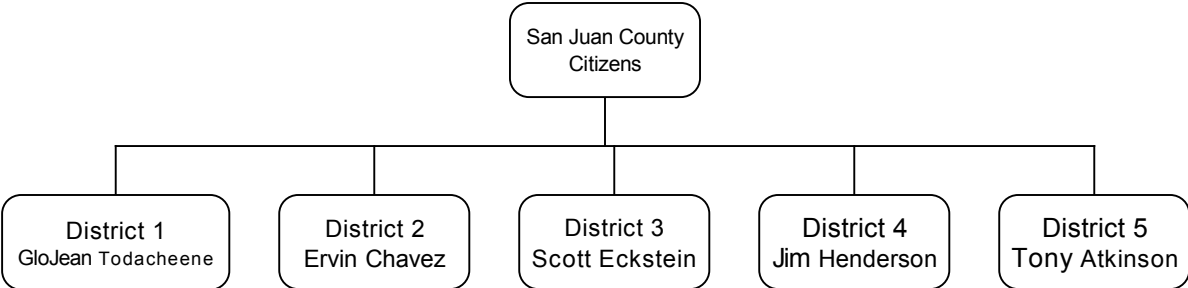 San Juan County
Citizens
District 1
GloJean Todacheene
District 2
Ervin Chavez
District 3
Scott Eckstein
District 4
Jim Henderson
District 5
Tony Atkinson